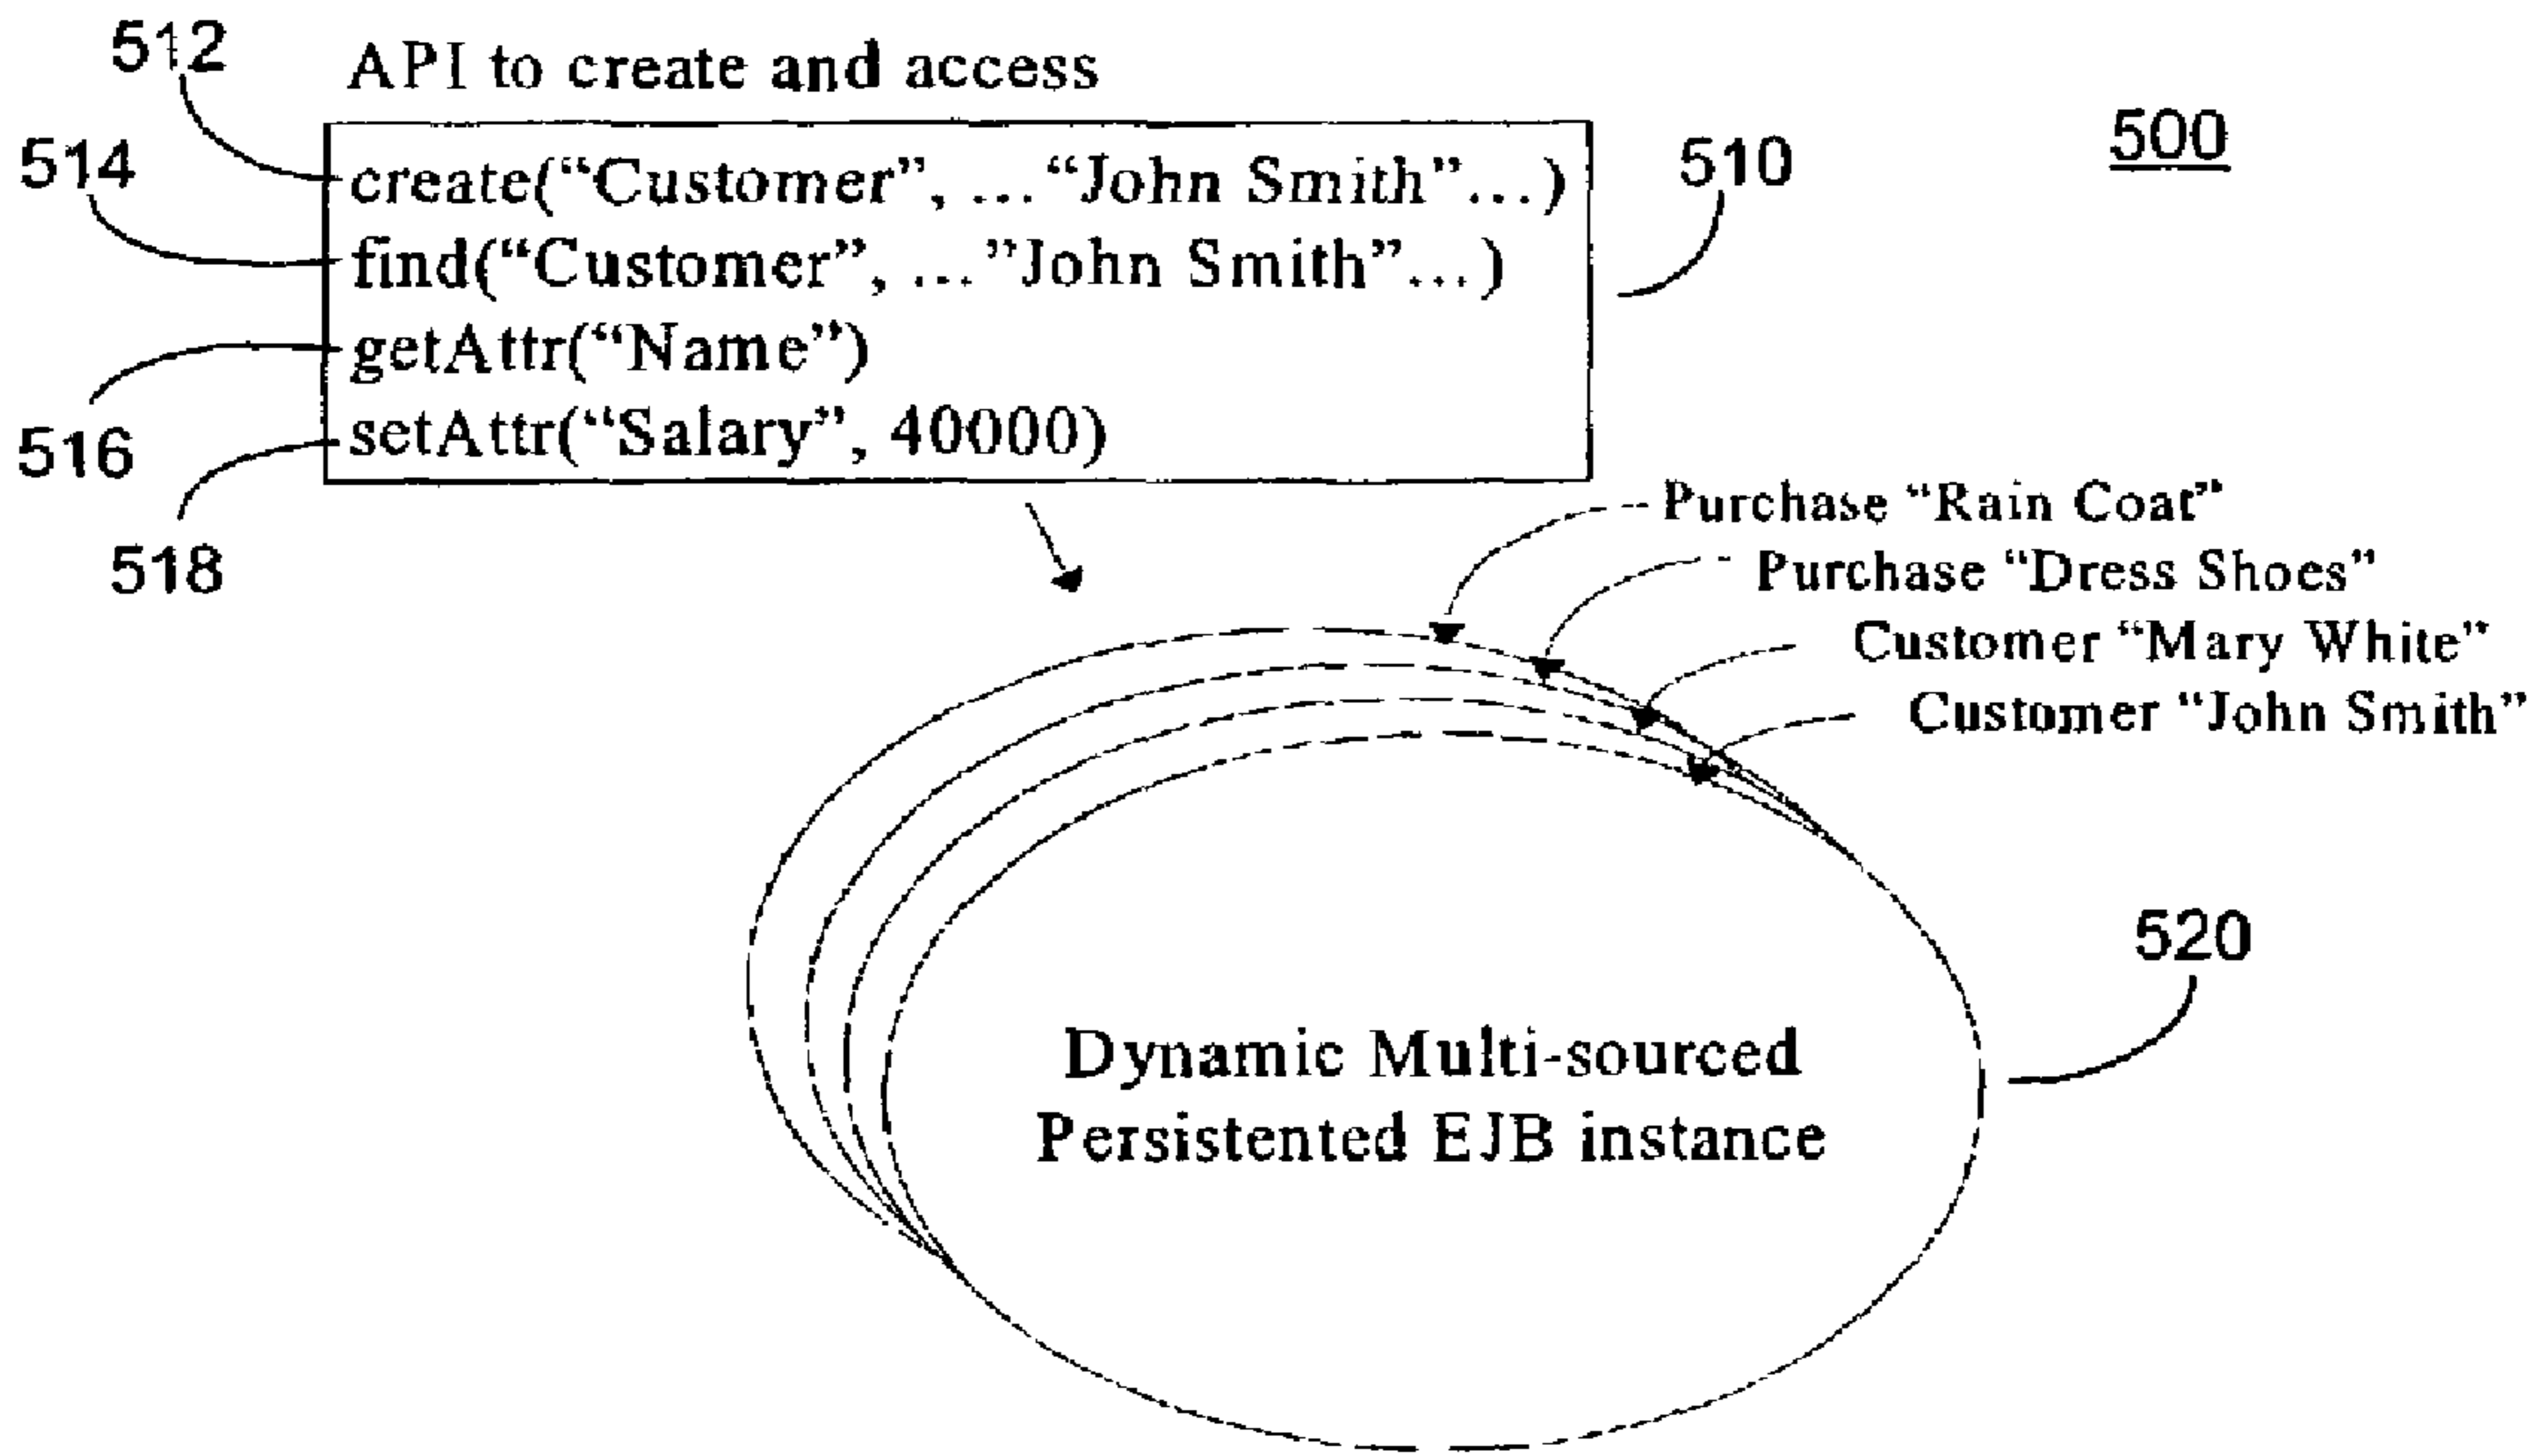 512
API to create and access
500
514
510
create(“Customer”, ...“John Smith”...)
find(“Customer”, ...”John Smith”...)
getAttr(“Name”)
setAttr(“Salary”, 40000)
516
518
Purchase “Rain Coat”
Purchase “Dress Shoes”
Customer “Mary White”
Customer “John Smith”
520
Dynamic Multi-sourced
Persistented EJB instance